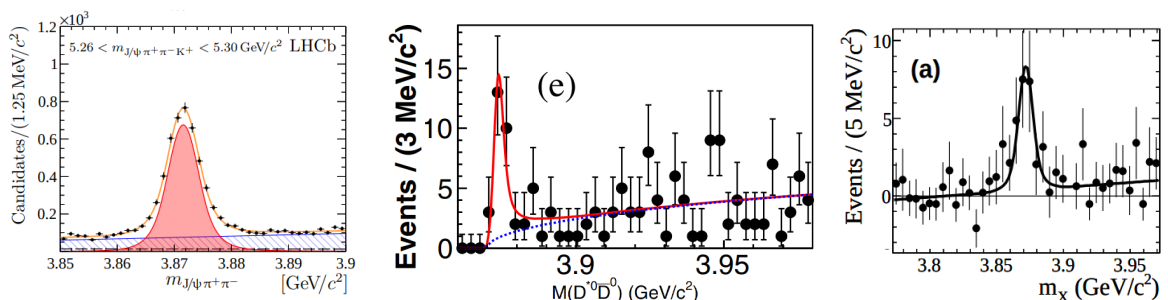 ×10³
5.26 < m_{J/ψ π⁺π⁻K⁺} < 5.30 GeV/c² LHCb
Candidates/(1.25 MeV/c²)
1.2
1.0
0.8
0.6
0.4
0.2
3.85 3.86 3.87 3.88 3.89 3.9
m_{J/ψ π⁺π⁻} [GeV/c²]
(e)
Events / (3 MeV/c²)
15
10
5
0
3.9 3.95
M(D*⁰D̄⁰) (GeV/c²)
(a)
Events / (5 MeV/c²)
10
5
0
3.8 3.85 3.9 3.95
m_X (GeV/c²)